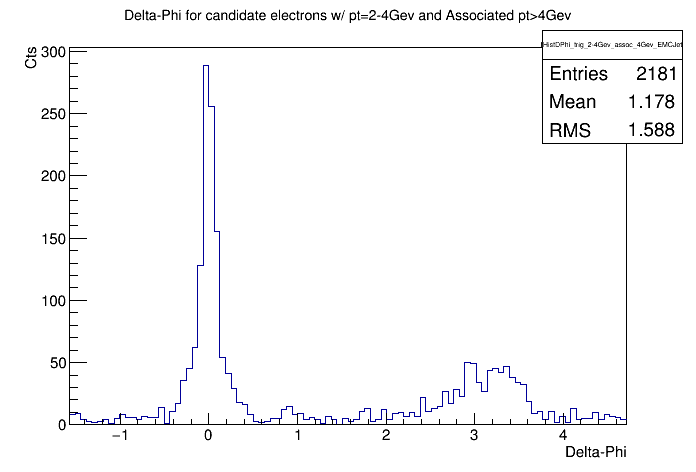 Delta-Phi for candidate electrons w/ pt=2-4Gev and Associated pt>4Gev
HistDPhi_trig_2-4Gev_assoc_4Gev_EMCJet
Entries 2181
Mean 1.178
RMS 1.588
Cts
300
250
200
150
100
50
0
−1 0 1 2 3 4
Delta-Phi